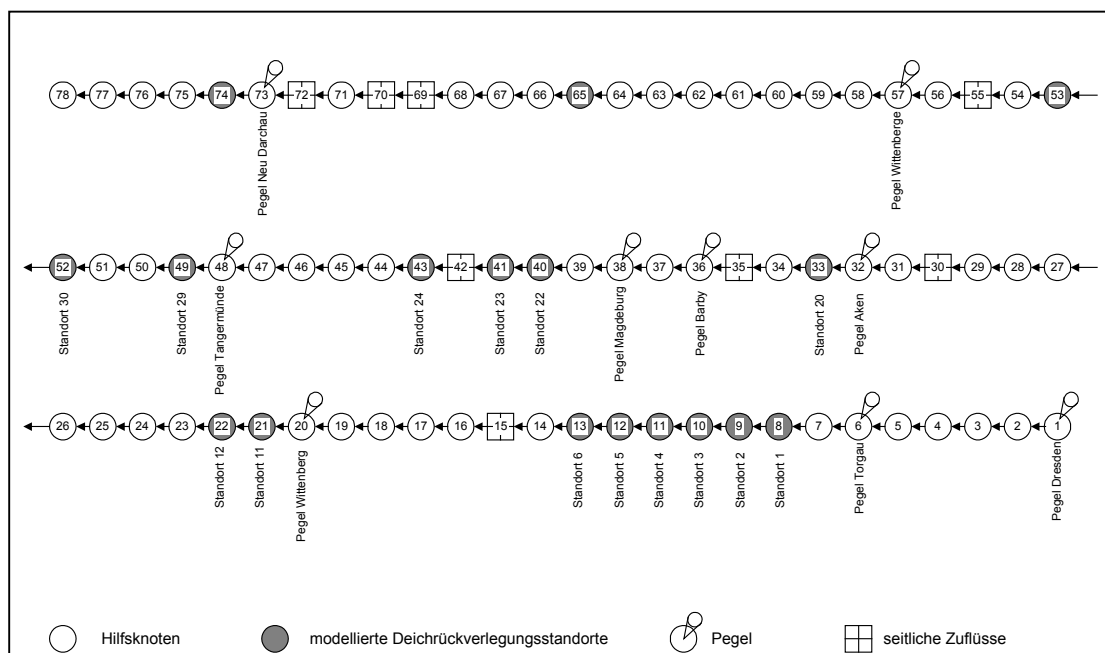 78 77 76 75 74 73 72 71 70 69 68 67 66 65 64 63 62 61 60 59 58 57 56 55 54 53
Pegel Neu Darchau
Pegel Wittenberge
52 51 50 49 48 47 46 45 44 43 42 41 40 39 38 37 36 35 34 33 32 31 30 29 28 27
Standort 30
Standort 29
Pegel Tangermünde
Standort 24
Standort 23
Standort 22
Pegel Magdeburg
Pegel Barby
Standort 20
Pegel Aken
26 25 24 23 22 21 20 19 18 17 16 15 14 13 12 11 10 9 8 7 6 5 4 3 2 1
Standort 12
Standort 11
Pegel Wittenberg
Standort 6
Standort 5
Standort 4
Standort 3
Standort 2
Standort 1
Pegel Torgau
Pegel Dresden
Hilfsknoten
modellierte Deichrückverlegungsstandorte
Pegel
seitliche Zuflüsse